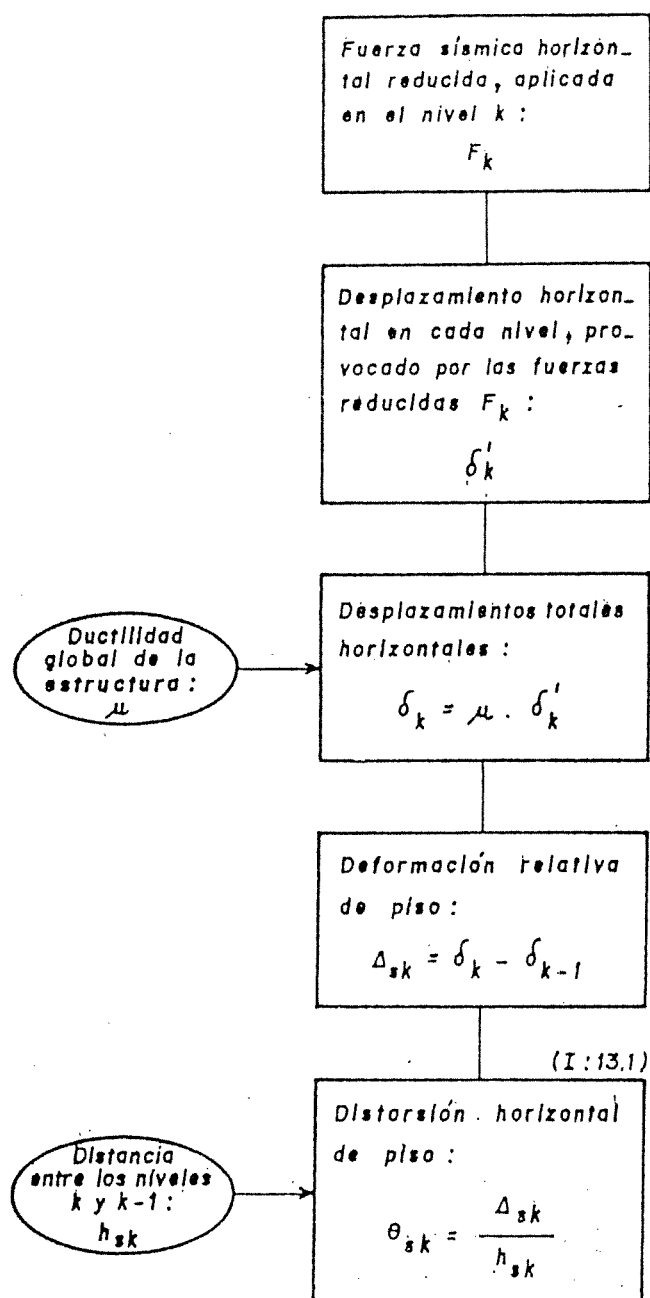 Fuerza sísmica horizon_
tal reducida, aplicada
en el nivel k :
F_k
Desplazamiento horizon_
tal en cada nivel, pro_
vocado por las fuerzas
reducidas F_k :
δ'_k
Ductilidad
global de la
estructura :
μ
Desplazamientos totales
horizontales :
δ_k = μ . δ'_k
Deformación relativa
de piso :
Δ_sk = δ_k - δ_k-1
(I : 13.1)
Distancia
entre los níveles
k y k-1 :
h_sk
Distorsión horizontal
de piso :
θ_sk = Δ_sk / h_sk